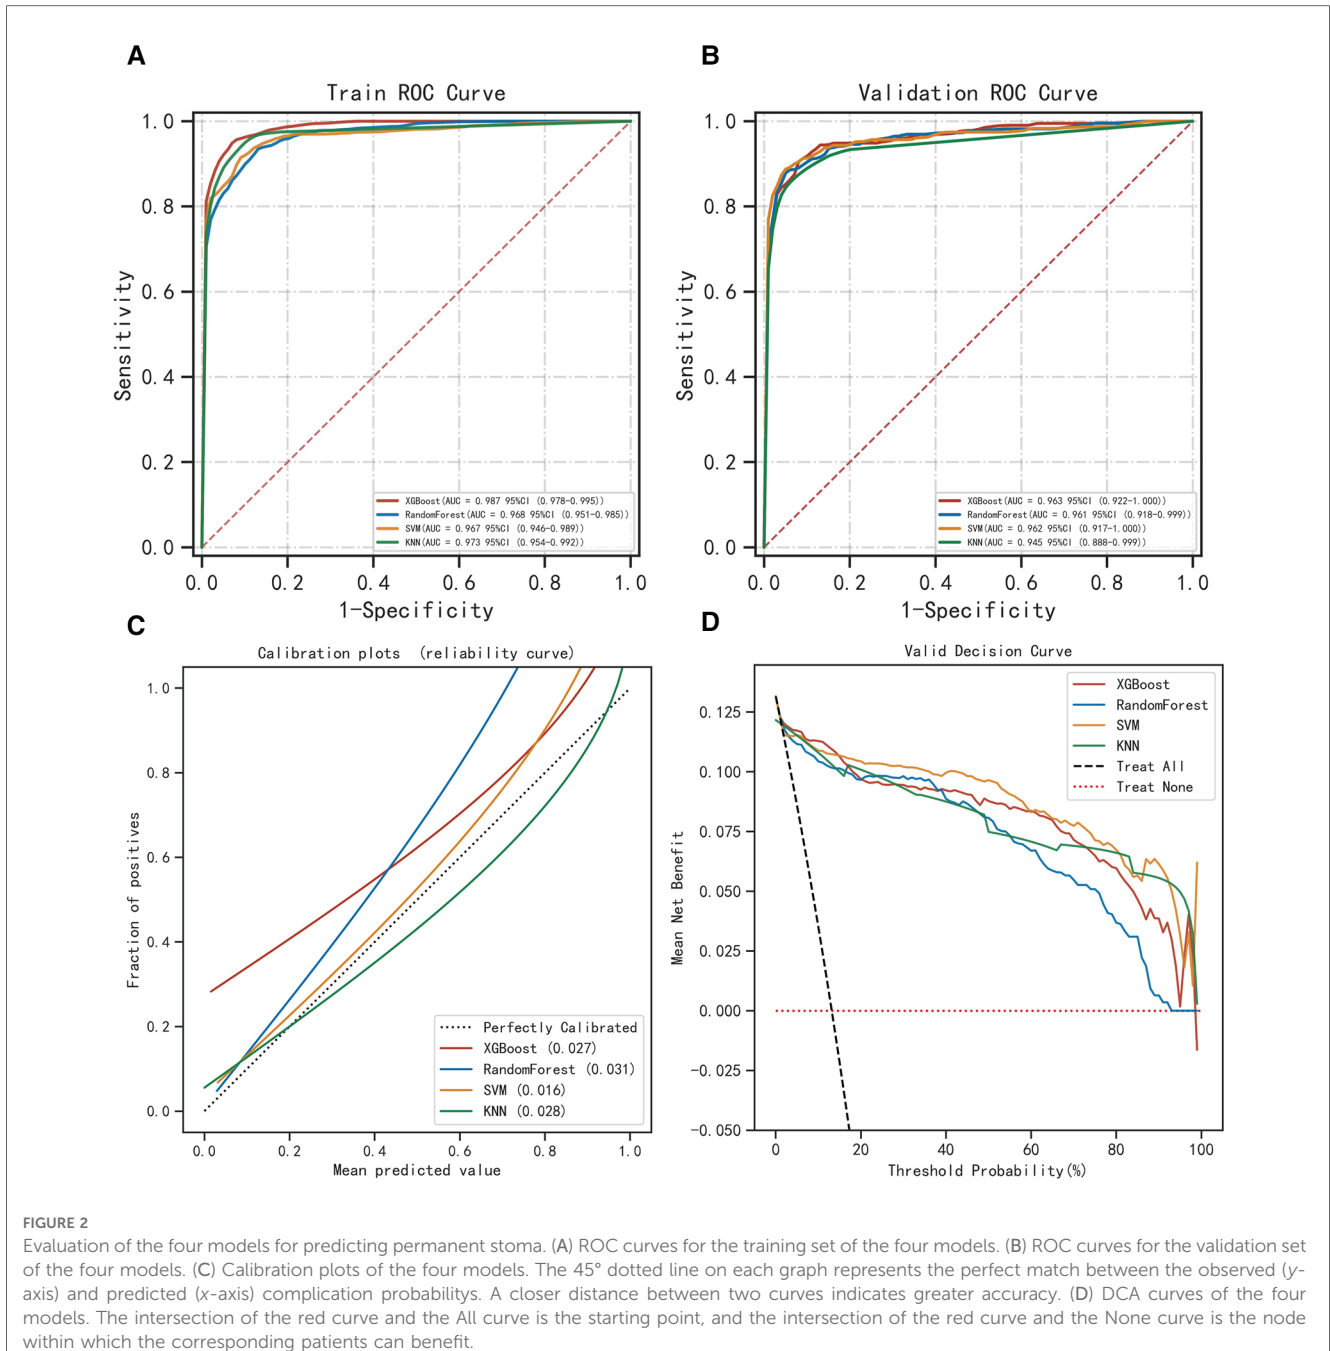 A
Train ROC Curve
Sensitivity
1.0
0.8
0.6
0.4
0.2
0.0
XGBoost(AUC = 0.987 95%CI (0.978-0.995))
RandomForest(AUC = 0.968 95%CI (0.951-0.985))
SVM(AUC = 0.967 95%CI (0.946-0.989))
KNN(AUC = 0.973 95%CI (0.954-0.992))
0.0 0.2 0.4 0.6 0.8 1.0
1-Specificity
B
Validation ROC Curve
Sensitivity
1.0
0.8
0.6
0.4
0.2
0.0
XGBoost(AUC = 0.963 95%CI (0.922-1.000))
RandomForest(AUC = 0.961 95%CI (0.918-0.999))
SVM(AUC = 0.962 95%CI (0.917-1.000))
KNN(AUC = 0.945 95%CI (0.888-0.999))
0.0 0.2 0.4 0.6 0.8 1.0
1-Specificity
C
Calibration plots (reliability curve)
Fraction of positives
1.0
0.8
0.6
0.4
0.2
0.0
Perfectly Calibrated
XGBoost (0.027)
RandomForest (0.031)
SVM (0.016)
KNN (0.028)
0.0 0.2 0.4 0.6 0.8 1.0
Mean predicted value
D
Valid Decision Curve
Mean Net Benefit
0.125
0.100
0.075
0.050
0.025
0.000
-0.025
-0.050
XGBoost
RandomForest
SVM
KNN
Treat All
Treat None
0 20 40 60 80 100
Threshold Probability(%)
FIGURE 2
Evaluation of the four models for predicting permanent stoma. (A) ROC curves for the training set of the four models. (B) ROC curves for the validation set
of the four models. (C) Calibration plots of the four models. The 45° dotted line on each graph represents the perfect match between the observed (y-
axis) and predicted (x-axis) complication probabilitys. A closer distance between two curves indicates greater accuracy. (D) DCA curves of the four
models. The intersection of the red curve and the All curve is the starting point, and the intersection of the red curve and the None curve is the node
within which the corresponding patients can benefit.